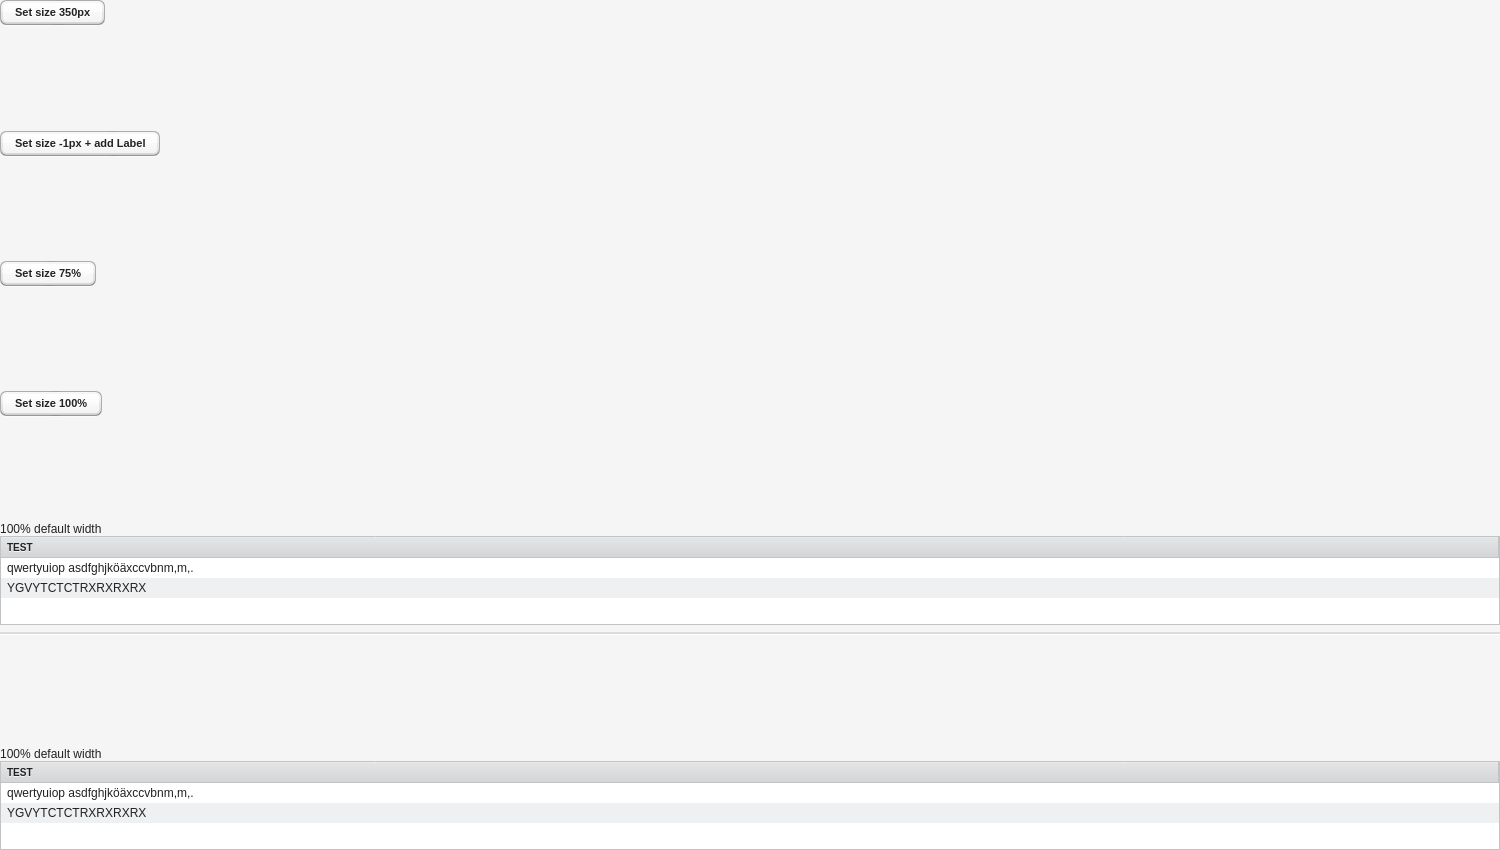 Set size 350px
Set size -1px + add Label
Set size 75%
Set size 100%
100% default width
TEST
qwertyuiop asdfghjköäxccvbnm,m,.
YGVYTCTCTRXRXRXRX
100% default width
TEST
qwertyuiop asdfghjköäxccvbnm,m,.
YGVYTCTCTRXRXRXRX